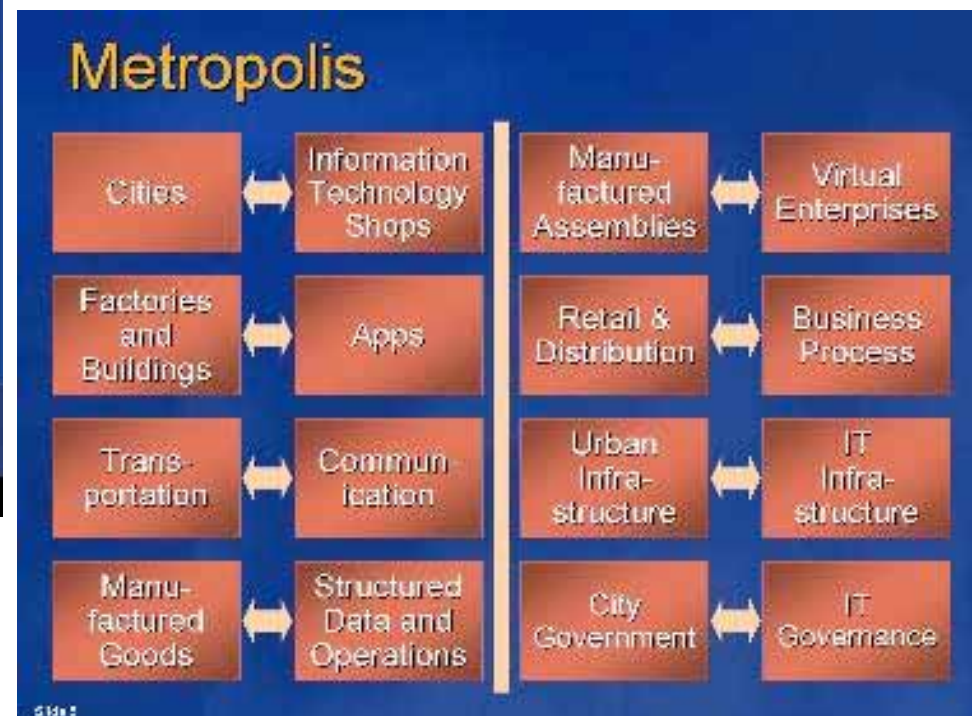 Metropolis
Cities
Information
Technology
Shops
Factories
and
Buildings
Apps
Trans-
portation
Commun-
ication
Manu-
factured
Goods
Structured
Data and
Operations
Manu-
factured
Assemblies
Virtual
Enterprises
Retail &
Distribution
Business
Process
Urban
Infra-
structure
IT
Infra-
structure
City
Government
IT
Governance